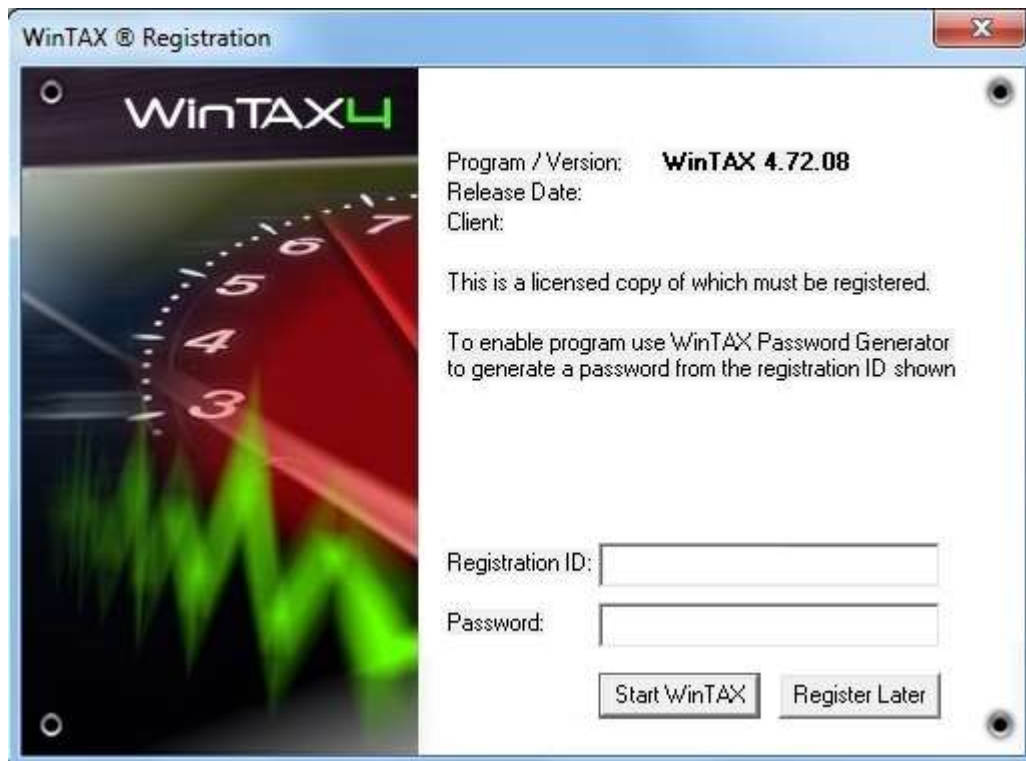 WinTAX ® Registration
WinTAX4
Program / Version: WinTAX 4.72.08
Release Date:
Client:
This is a licensed copy of which must be registered.
To enable program use WinTAX Password Generator
to generate a password from the registration ID shown
7
6
5
4
3
Registration ID:
Password:
Start WinTAX Register Later